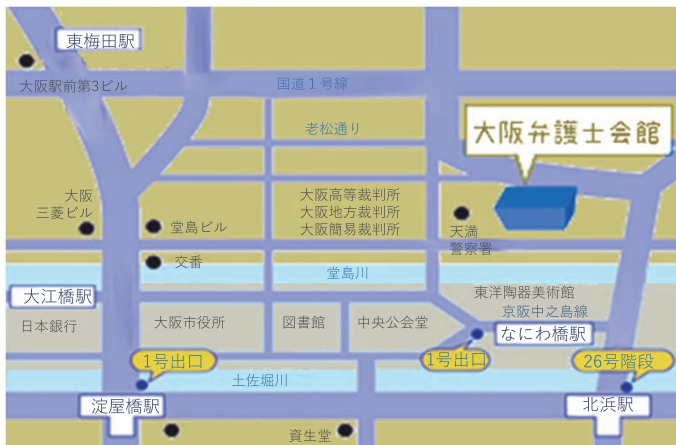 東梅田駅
大阪駅前第3ビル
国道1号線
老松通り
大阪弁護士会館
大阪
三菱ビル
堂島ビル
大阪高等裁判所
大阪地方裁判所
大阪簡易裁判所
天満
警察署
交番
堂島川
大江橋駅
東洋陶器美術館
京阪中之島線
日本銀行
大阪市役所
図書館
中央公会堂
なにわ橋駅
1号出口
1号出口
26号階段
土佐堀川
淀屋橋駅
北浜駅
資生堂